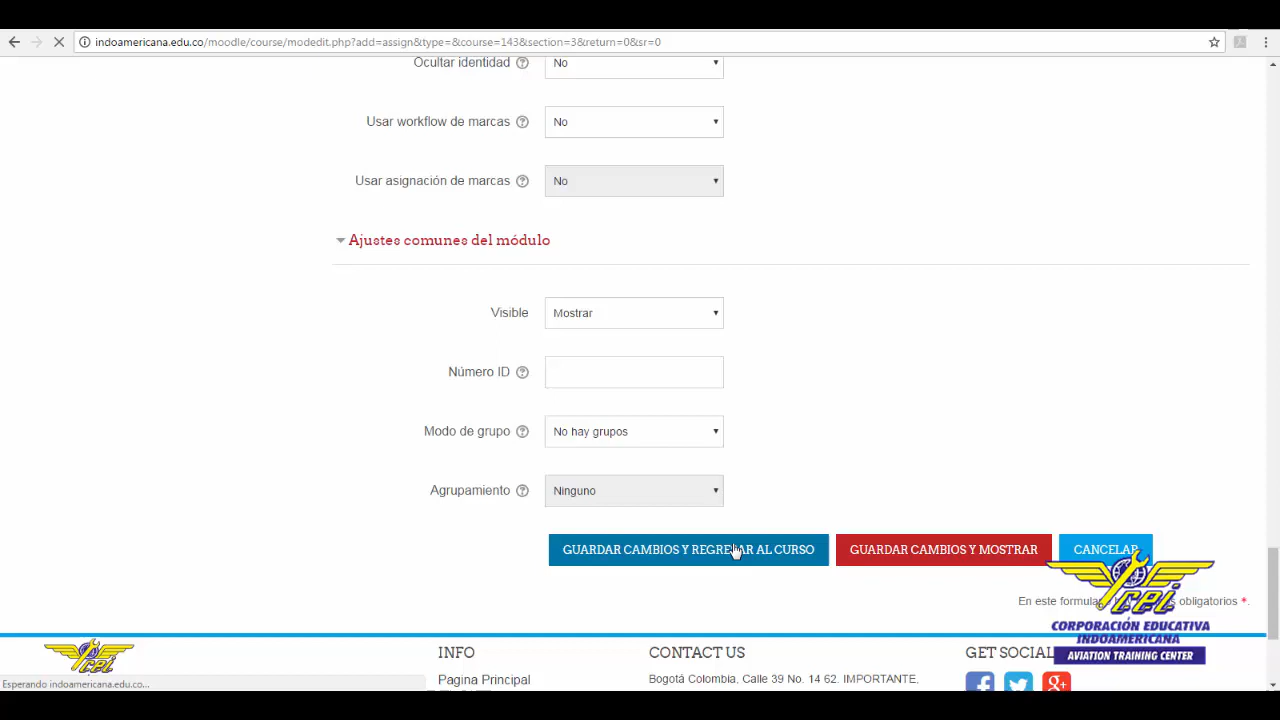 indoamericana.edu.co/moodle/course/modedit.php?add=assign&type=&course=143&section=3&return=0&sr=0
Ocultar identidad No
Usar workflow de marcas No
Usar asignación de marcas No
Ajustes comunes del módulo
Visible Mostrar
Número ID
Modo de grupo No hay grupos
Agrupamiento Ninguno
GUARDAR CAMBIOS Y REGRESAR AL CURSO GUARDAR CAMBIOS Y MOSTRAR CANCELAR
En este formulario obligatorios *.
cei
CORPORACIÓN EDUCATIVA
INDOAMERICANA
AVIATION TRAINING CENTER
cei
INFO CONTACT US GET SOCIAL
Pagina Principal Bogotá Colombia, Calle 39 No. 14 62. IMPORTANTE,
Esperando indoamericana.edu.co...